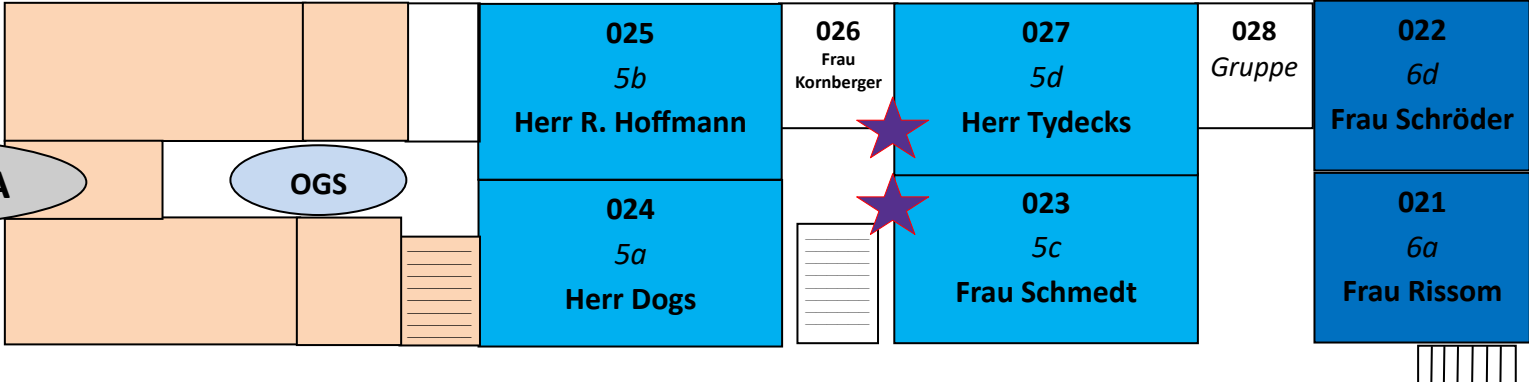 025
5b
Herr R. Hoffmann
026
Frau
Kornberger
027
5d
Herr Tydecks
028
Gruppe
022
6d
Frau Schröder
A
OGS
024
5a
Herr Dogs
023
5c
Frau Schmedt
021
6a
Frau Rissom